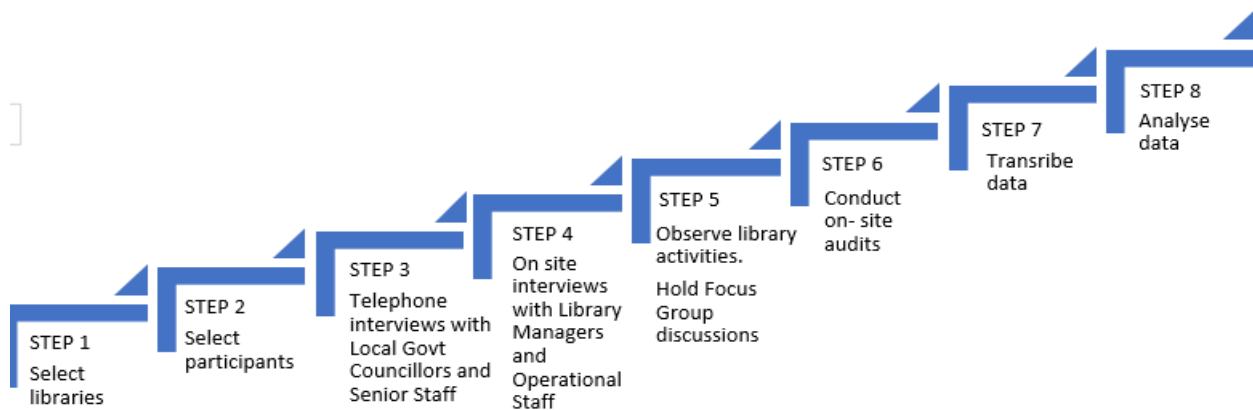 STEP 1
Select
libraries
STEP 2
Select
participants
STEP 3
Telephone
interviews with
Local Govt
Councillors and
Senior Staff
STEP 4
On site
interviews
with Library
Managers
and
Operational
Staff
STEP 5
Observe library
activities.
Hold Focus
Group
discussions
STEP 6
Conduct
on- site
audits
STEP 7
Transribe
data
STEP 8
Analyse
data